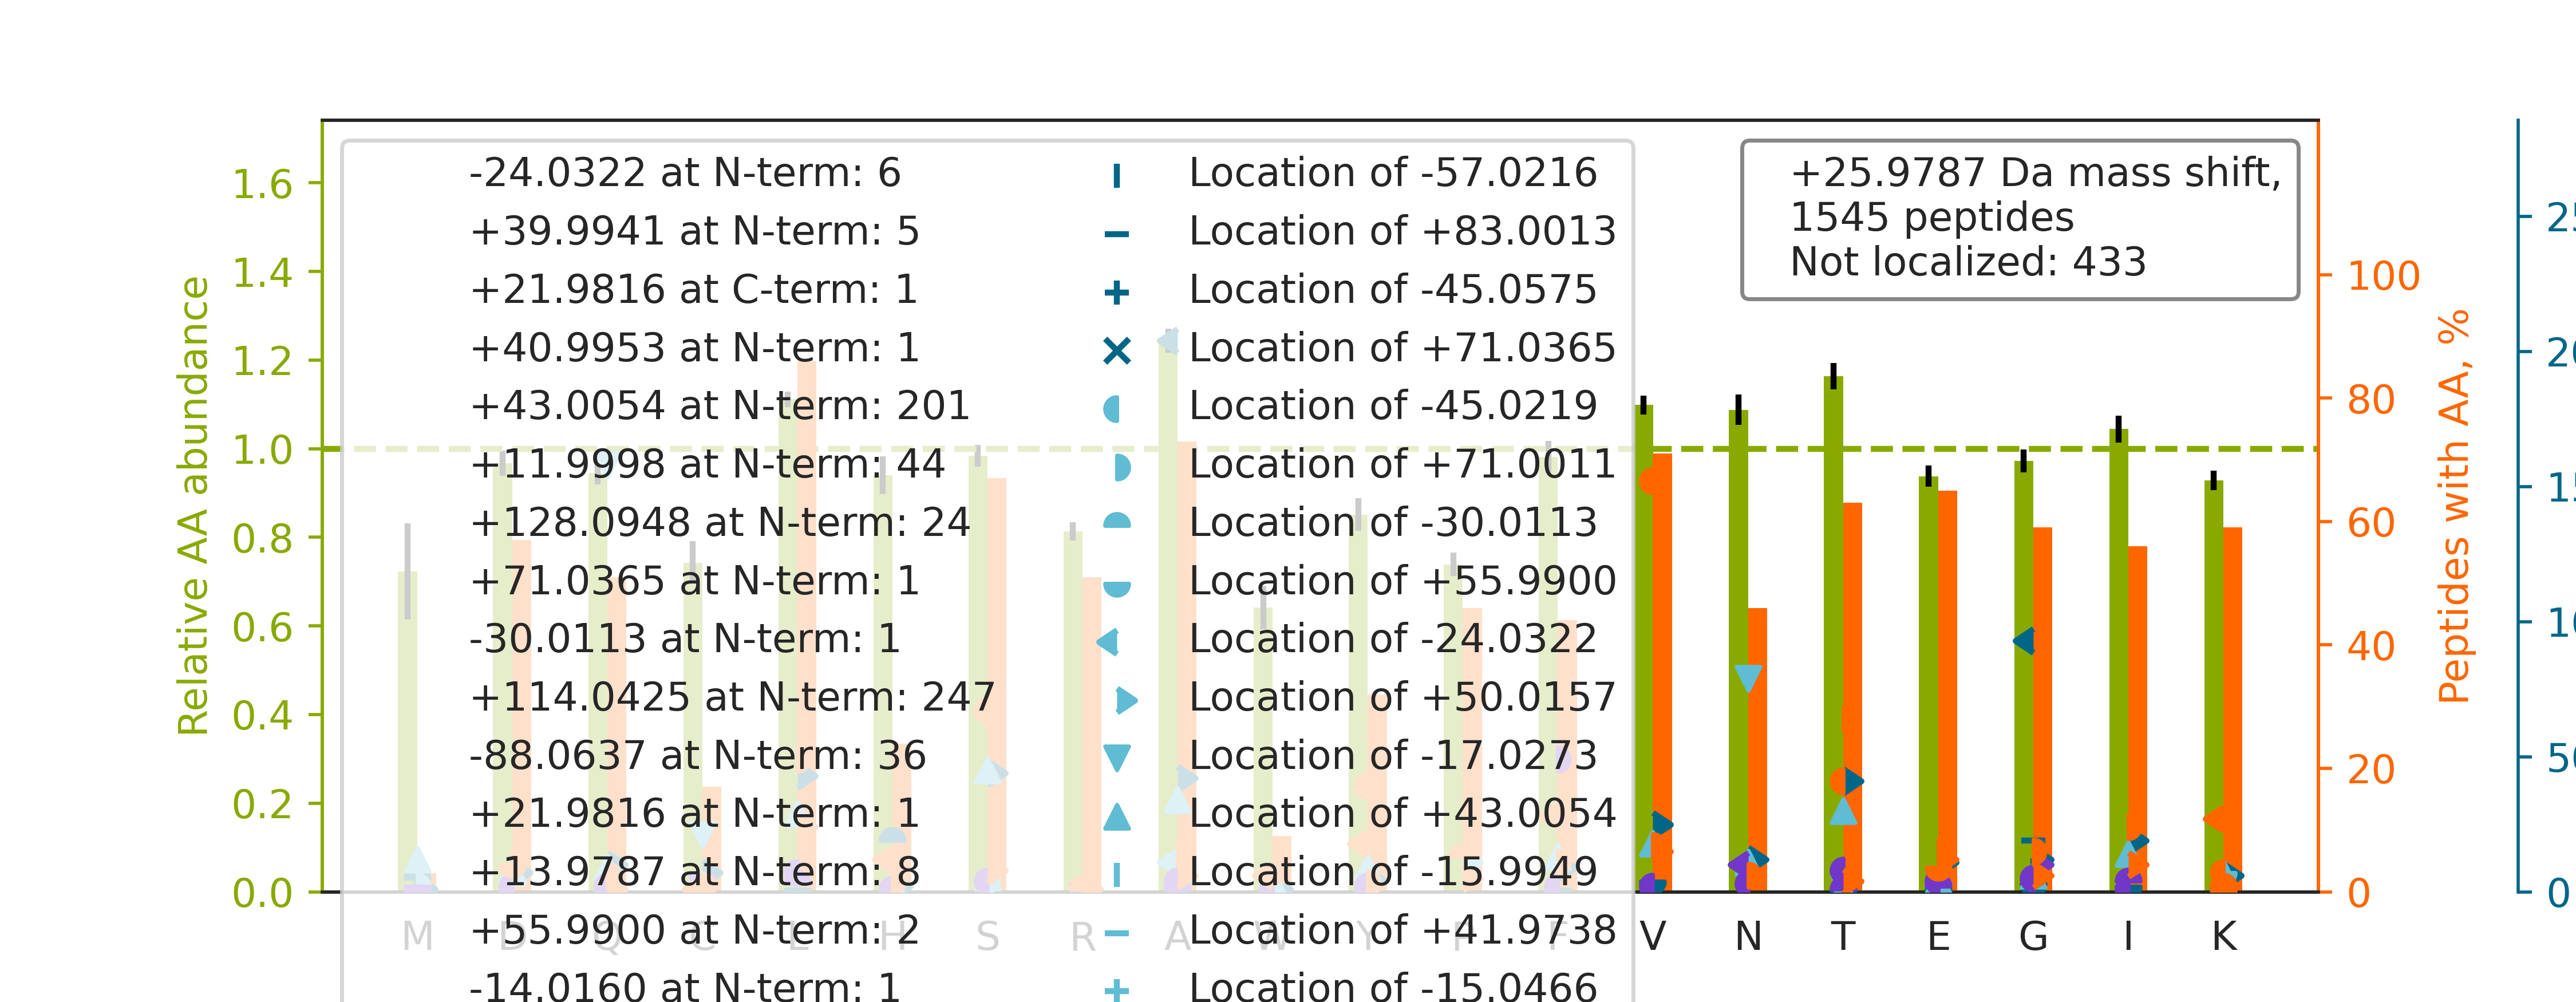 -24.0322 at N-term: 6
+39.9941 at N-term: 5
+21.9816 at C-term: 1
+40.9953 at N-term: 1
+43.0054 at N-term: 201
+11.9998 at N-term: 44
+128.0948 at N-term: 24
+71.0365 at N-term: 1
-30.0113 at N-term: 1
+114.0425 at N-term: 247
-88.0637 at N-term: 36
+21.9816 at N-term: 1
+13.9787 at N-term: 8
+55.9900 at N-term: 2
-14.0160 at N-term: 1
Location of -57.0216
Location of +83.0013
Location of -45.0575
Location of +71.0365
Location of -45.0219
Location of +71.0011
Location of -30.0113
Location of +55.9900
Location of -24.0322
Location of +50.0157
Location of -17.0273
Location of +43.0054
Location of -15.9949
Location of +41.9738
Location of -15.0466
+25.9787 Da mass shift,
1545 peptides
Not localized: 433
Relative AA abundance
1.6
1.4
1.2
1.0
0.8
0.6
0.4
0.2
0.0
M D Q C L H S R A W Y P F V N T E G I K
100
80
60
40
20
0
Peptides with AA, %
0